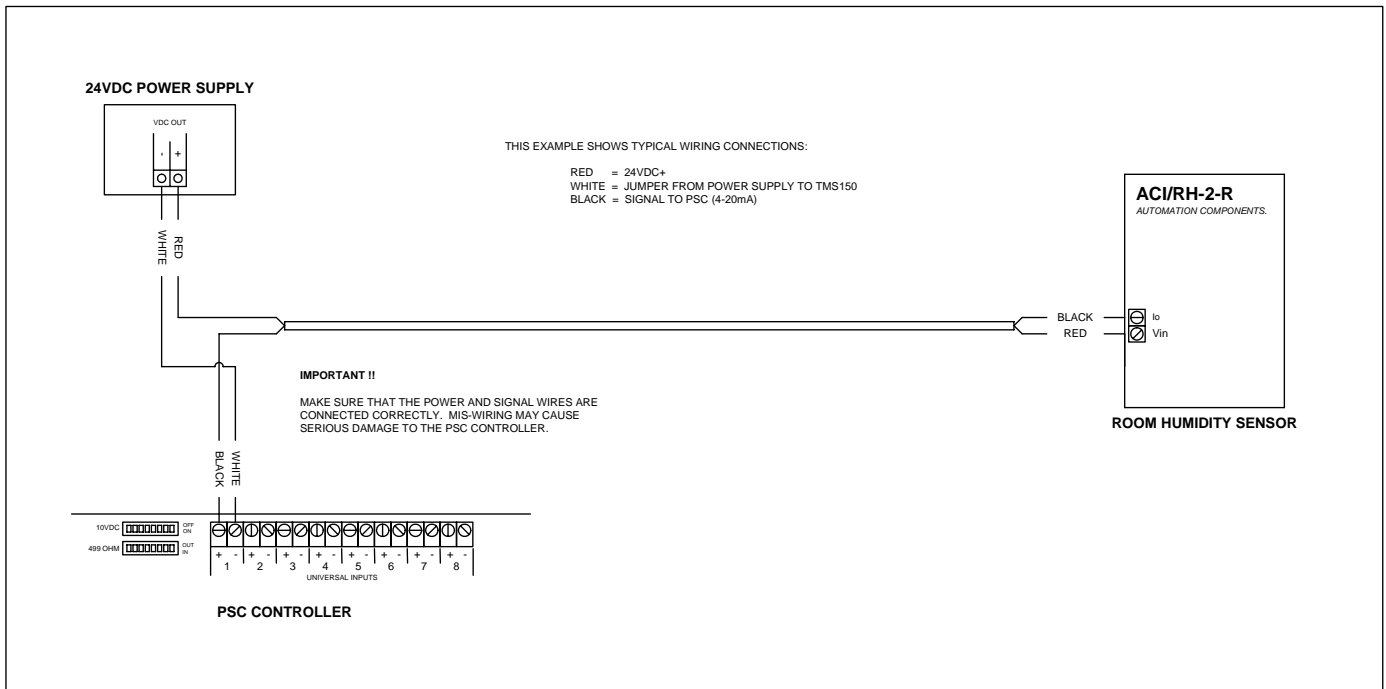 24VDC POWER SUPPLY
VDC OUT
- +
WHITE
RED
THIS EXAMPLE SHOWS TYPICAL WIRING CONNECTIONS:
RED = 24VDC+
WHITE = JUMPER FROM POWER SUPPLY TO TMS150
BLACK = SIGNAL TO PSC (4-20mA)
ACI/RH-2-R
AUTOMATION COMPONENTS.
BLACK Io
RED Vin
ROOM HUMIDITY SENSOR
IMPORTANT !!
MAKE SURE THAT THE POWER AND SIGNAL WIRES ARE
CONNECTED CORRECTLY. MIS-WIRING MAY CAUSE
SERIOUS DAMAGE TO THE PSC CONTROLLER.
BLACK
WHITE
10VDC OFF
ON
499 OHM OUT
IN
+ - + - + - + - + - + - + - + -
1 2 3 4 5 6 7 8
UNIVERSAL INPUTS
PSC CONTROLLER